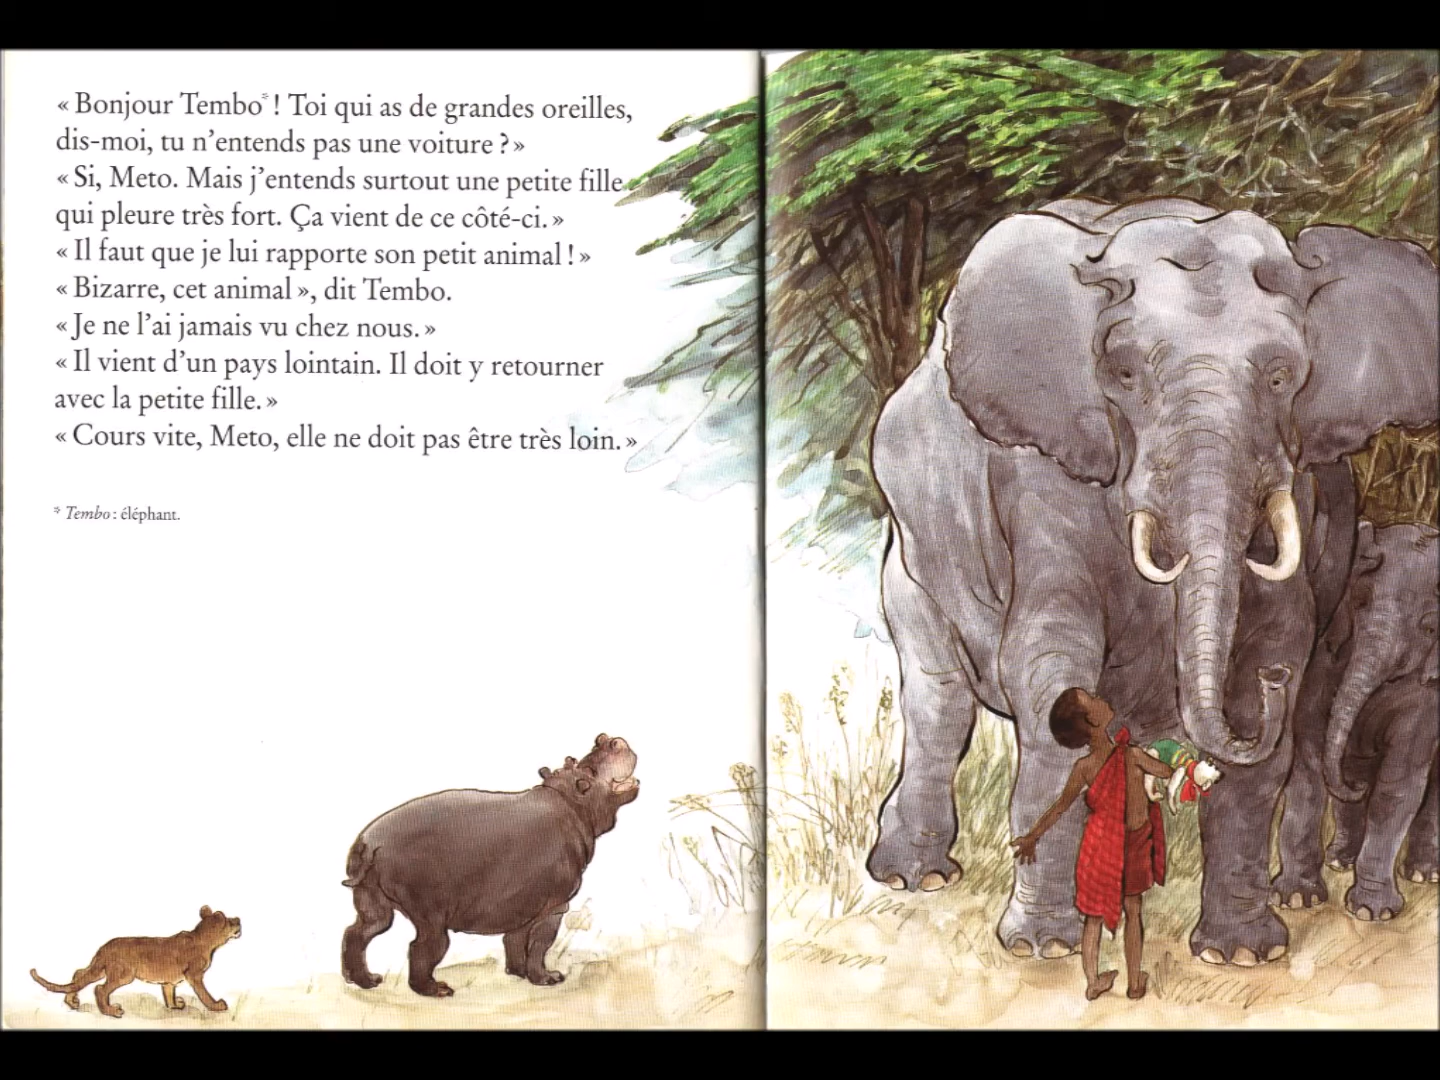 « Bonjour Tembo* ! Toi qui as de grandes oreilles,
dis-moi, tu n’entends pas une voiture ? »
« Si, Meto. Mais j’entends surtout une petite fille
qui pleure très fort. Ça vient de ce côté-ci. »
« Il faut que je lui rapporte son petit animal ! »
« Bizarre, cet animal », dit Tembo.
« Je ne l’ai jamais vu chez nous. »
« Il vient d’un pays lointain. Il doit y retourner
avec la petite fille. »
« Cours vite, Meto, elle ne doit pas être très loin. »
* Tembo : éléphant.